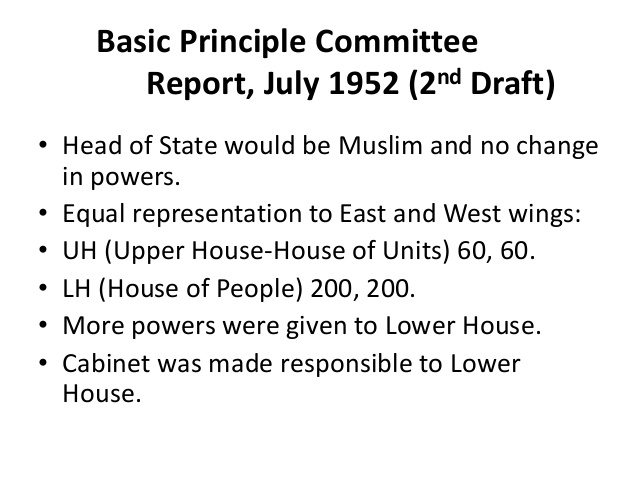 Basic Principle Committee
Report, July 1952 (2nd Draft)
• Head of State would be Muslim and no change
in powers.
• Equal representation to East and West wings:
• UH (Upper House-House of Units) 60, 60.
• LH (House of People) 200, 200.
• More powers were given to Lower House.
• Cabinet was made responsible to Lower
House.